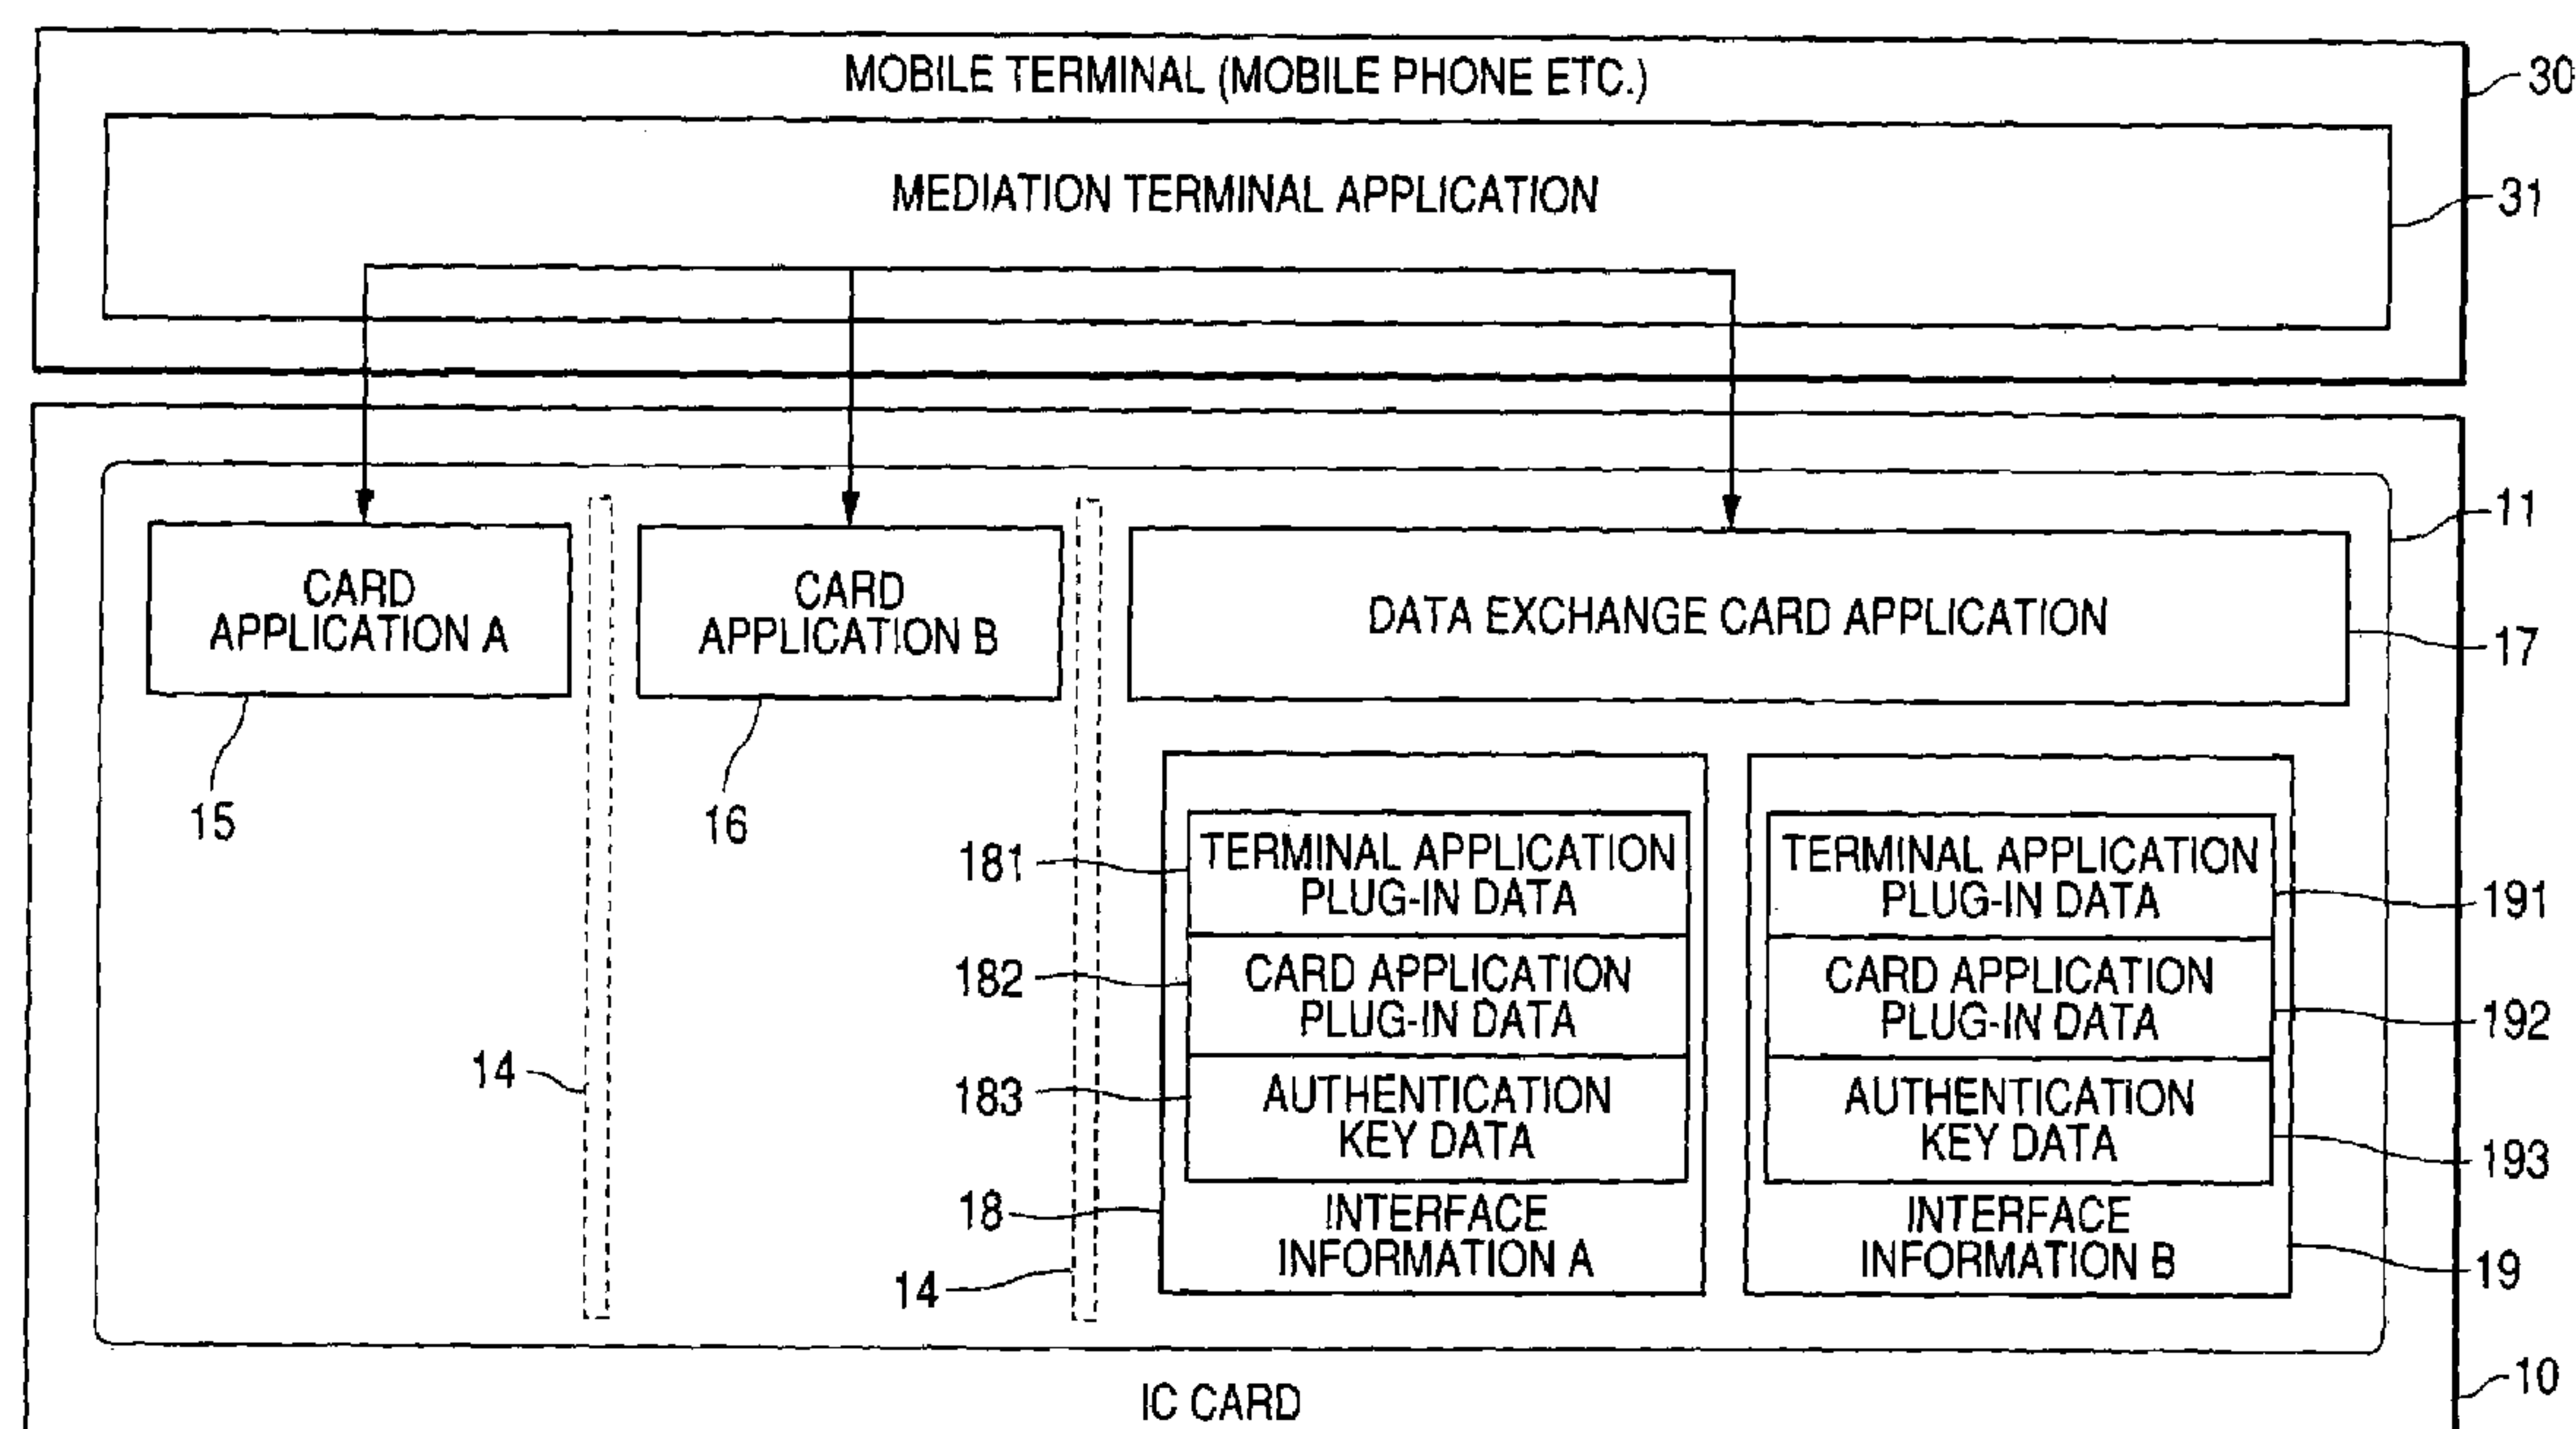 MOBILE TERMINAL (MOBILE PHONE ETC.)
30
MEDIATION TERMINAL APPLICATION
31
11
CARD
APPLICATION A
CARD
APPLICATION B
DATA EXCHANGE CARD APPLICATION
17
15
16
181
TERMINAL APPLICATION
PLUG-IN DATA
TERMINAL APPLICATION
PLUG-IN DATA
191
182
CARD APPLICATION
PLUG-IN DATA
CARD APPLICATION
PLUG-IN DATA
192
14
183
AUTHENTICATION
KEY DATA
AUTHENTICATION
KEY DATA
193
18
INTERFACE
INFORMATION A
INTERFACE
INFORMATION B
19
14
10
IC CARD